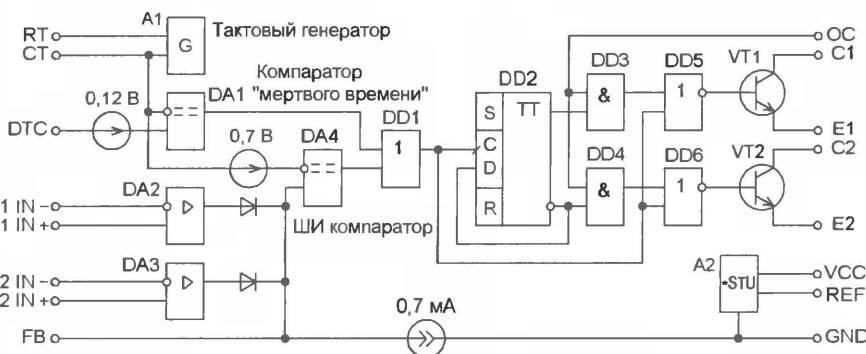 A1
RT
CT
G
Тактовый генератор
OC
C1
DD3
DD5
VT1
DD2
Компаратор
DA1 "мертвого времени"
0,12 В
S
TT
&
1
DTC
0,7 В
DA4
DD1
E1
C2
C
D
R
1
DD4
DD6
VT2
DA2
1 IN –
1 IN +
&
1
ШИ компаратор
E2
DA3
2 IN –
2 IN +
A2
*STU
VCC
REF
0,7 мА
FB
GND